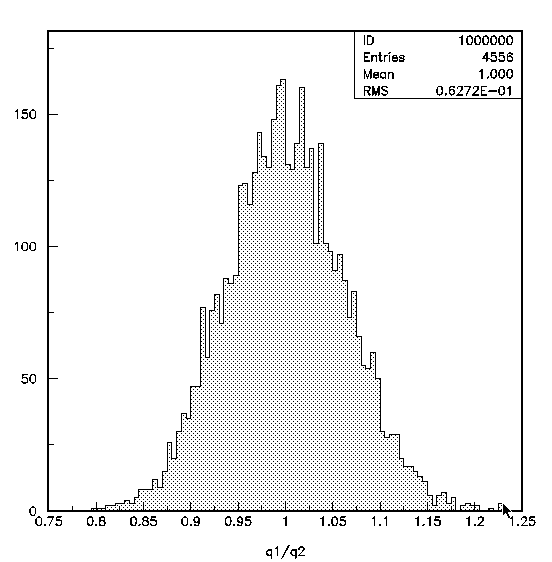 ID 1000000
Entries 4556
Mean 1.000
RMS 0.6272E-01
150
100
50
0
0.75 0.8 0.85 0.9 0.95 1 1.05 1.1 1.15 1.2 1.25
q1/q2